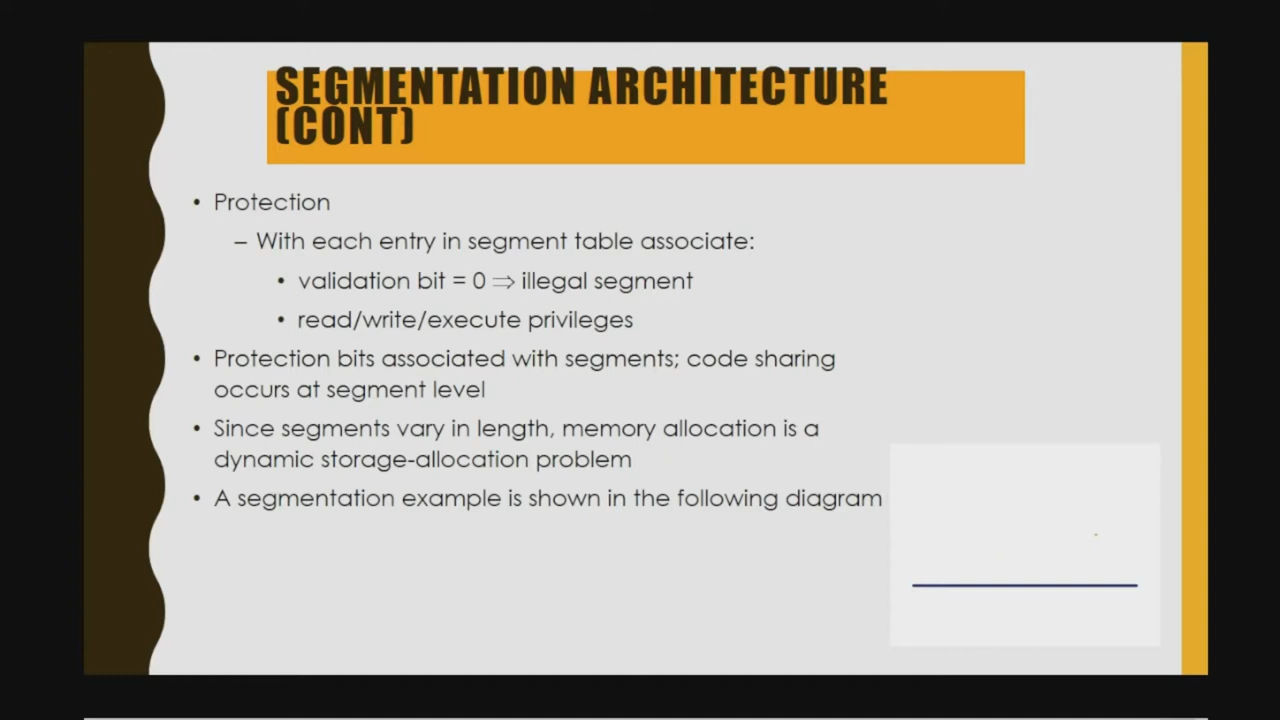 SEGMENTATION ARCHITECTURE
(CONT)
• Protection
– With each entry in segment table associate:
• validation bit = 0 ⇒ illegal segment
• read/write/execute privileges
• Protection bits associated with segments; code sharing
occurs at segment level
• Since segments vary in length, memory allocation is a
dynamic storage-allocation problem
• A segmentation example is shown in the following diagram